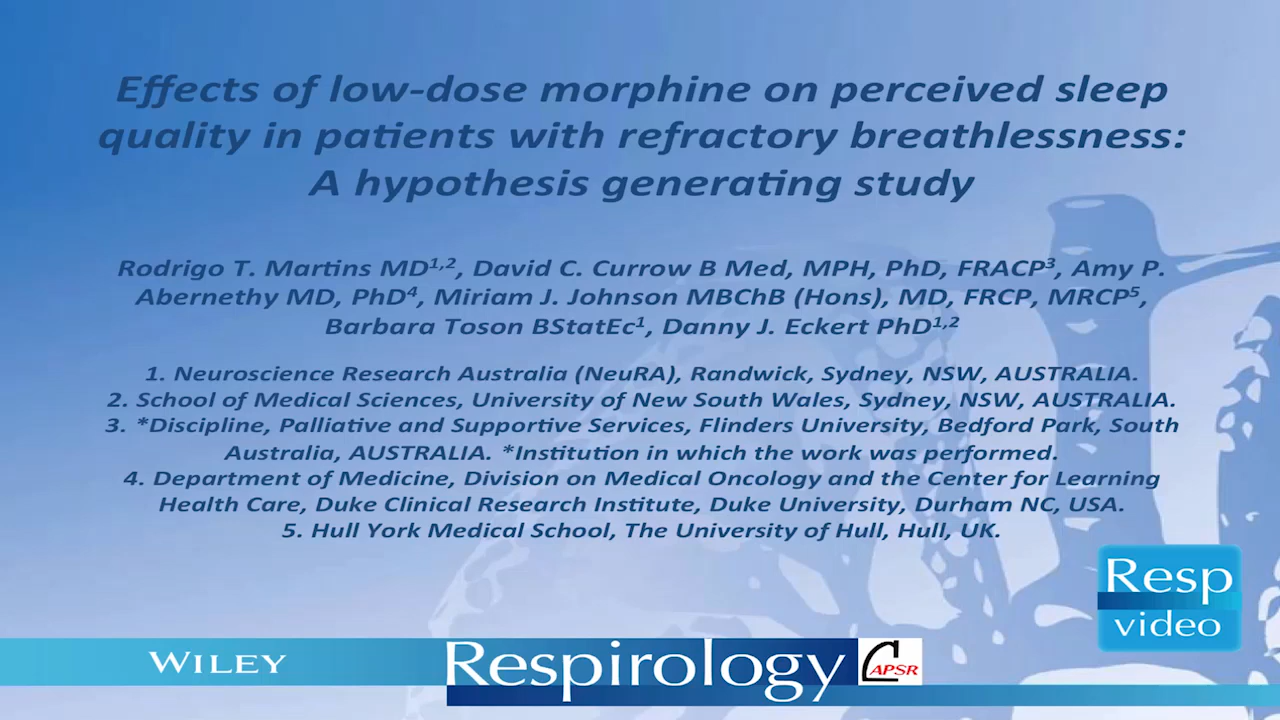 Effects of low-dose morphine on perceived sleep
quality in patients with refractory breathlessness:
A hypothesis generating study
Rodrigo T. Martins MD1,2, David C. Currow B Med, MPH, PhD, FRACP3, Amy P.
Abernethy MD, PhD4, Miriam J. Johnson MBChB (Hons), MD, FRCP, MRCP5,
Barbara Toson BStatEc1, Danny J. Eckert PhD1,2
1. Neuroscience Research Australia (NeuRA), Randwick, Sydney, NSW, AUSTRALIA.
2. School of Medical Sciences, University of New South Wales, Sydney, NSW, AUSTRALIA.
3. *Discipline, Palliative and Supportive Services, Flinders University, Bedford Park, South
Australia, AUSTRALIA. *Institution in which the work was performed.
4. Department of Medicine, Division on Medical Oncology and the Center for Learning
Health Care, Duke Clinical Research Institute, Duke University, Durham NC, USA.
5. Hull York Medical School, The University of Hull, Hull, UK.
Resp
video
WILEY
Respirology
APSR